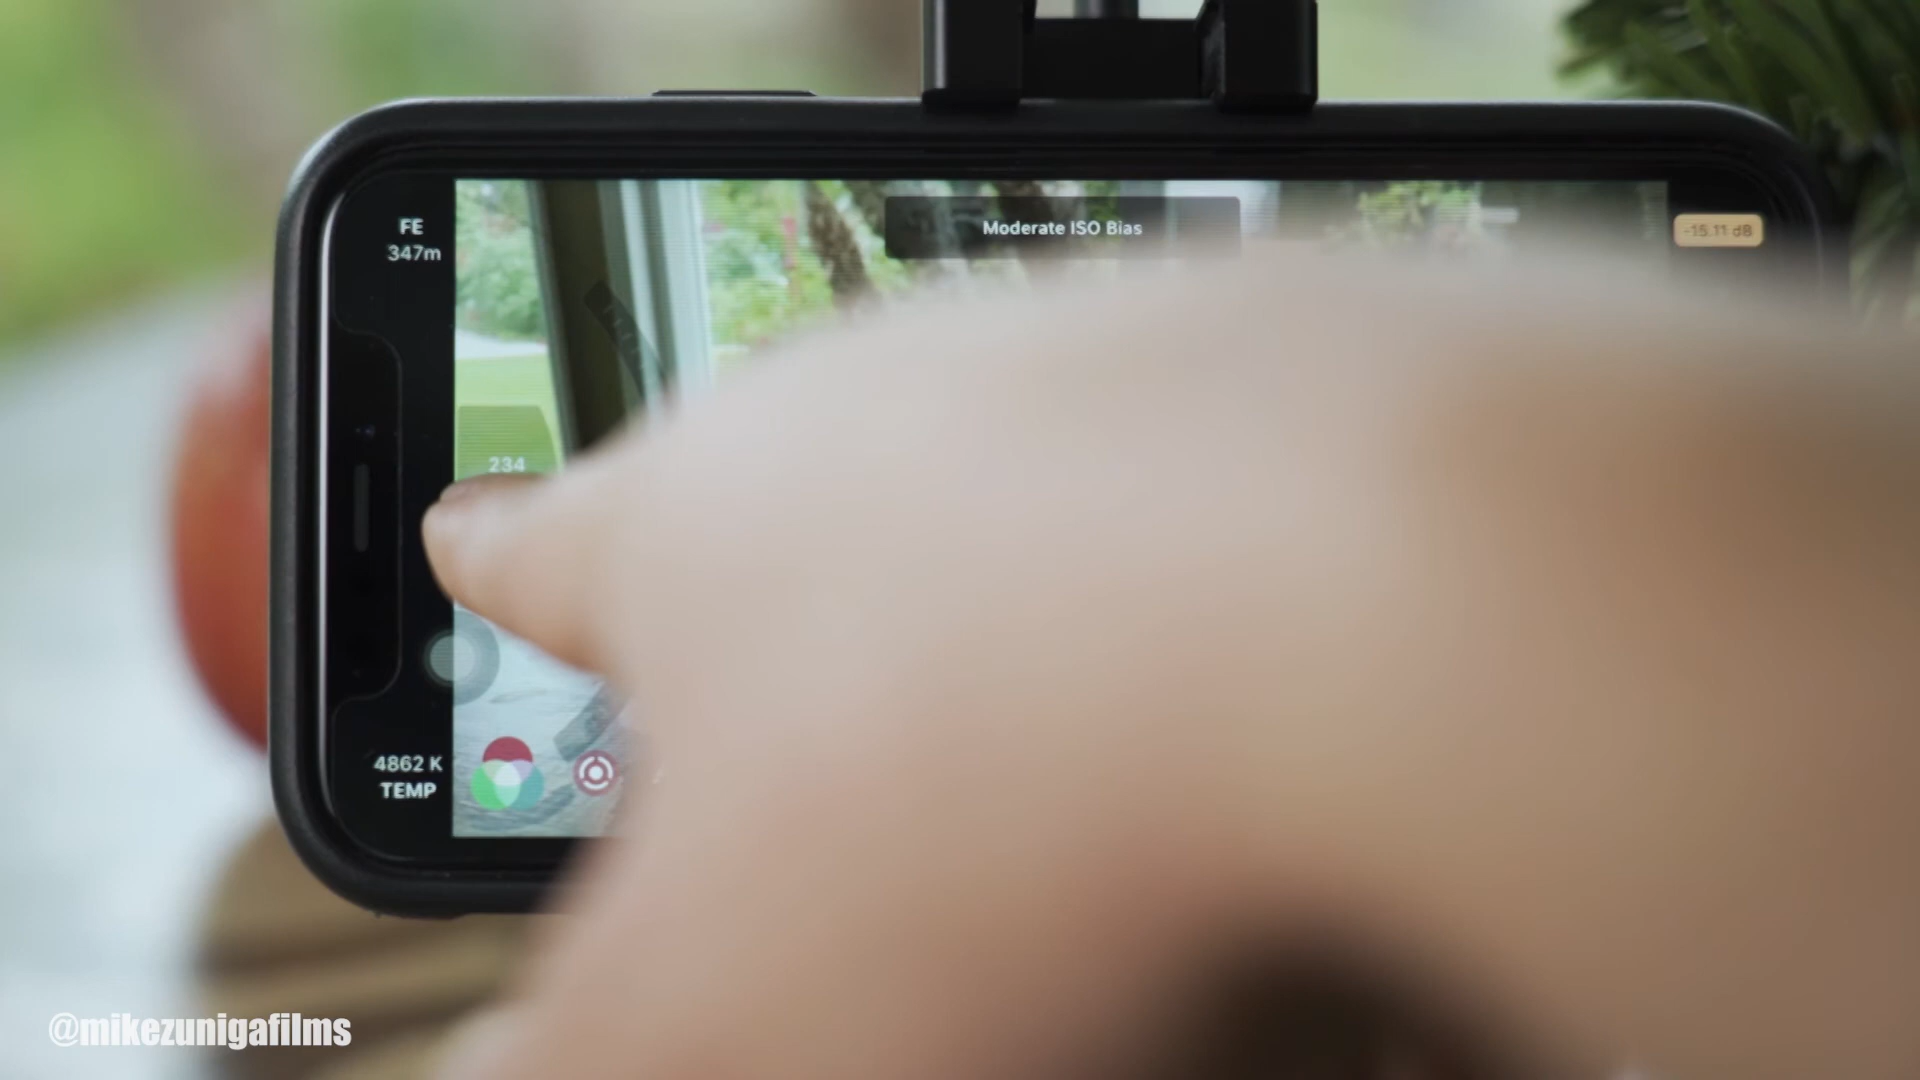 FE
347m
Moderate ISO Bias
-15.11 dB
234
4862 K
TEMP
@mikezunigafilms